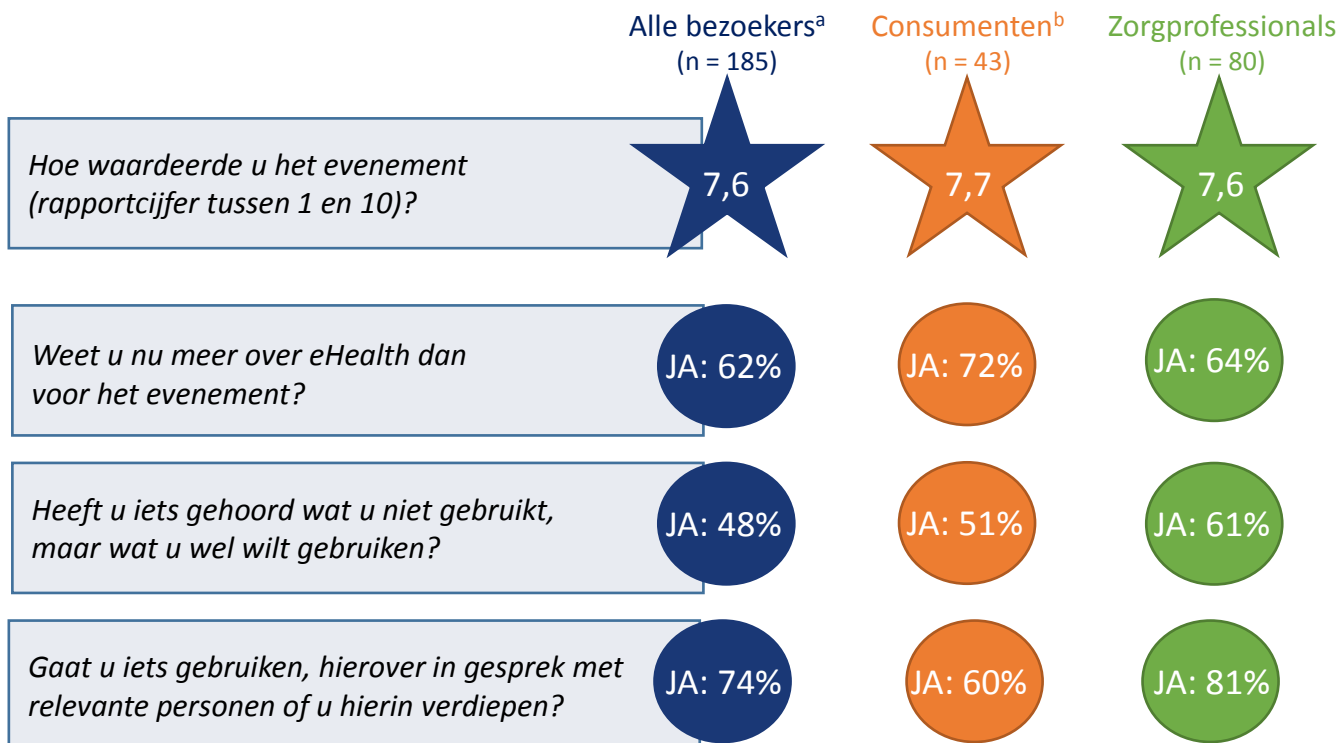 Alle bezoekersᵃ Consumentenᵇ Zorgprofessionals
(n = 185) (n = 43) (n = 80)
Hoe waardeerde u het evenement
(rapportcijfer tussen 1 en 10)?
7,6 7,7 7,6
Weet u nu meer over eHealth dan
voor het evenement?
JA: 62% JA: 72% JA: 64%
Heeft u iets gehoord wat u niet gebruikt,
maar wat u wel wilt gebruiken?
JA: 48% JA: 51% JA: 61%
Gaat u iets gebruiken, hierover in gesprek met
relevante personen of u hierin verdiepen?
JA: 74% JA: 60% JA: 81%